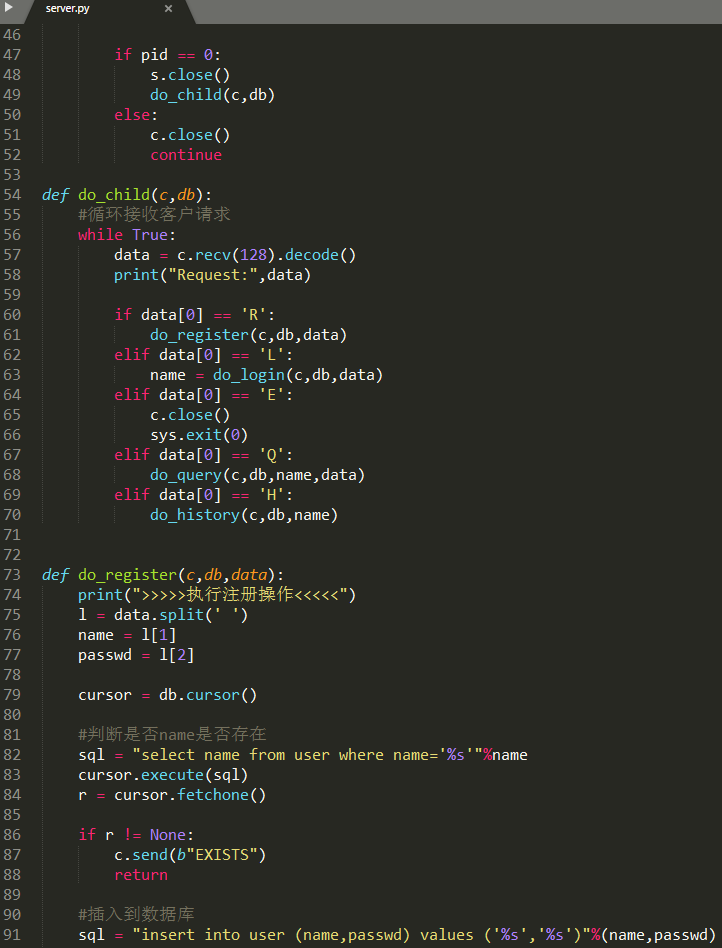 server.py ×
46
47         if pid == 0:
48             s.close()
49             do_child(c,db)
50         else:
51             c.close()
52             continue
53
54 def do_child(c,db):
55     #循环接收客户请求
56     while True:
57         data = c.recv(128).decode()
58         print("Request:",data)
59
60         if data[0] == 'R':
61             do_register(c,db,data)
62         elif data[0] == 'L':
63             name = do_login(c,db,data)
64         elif data[0] == 'E':
65             c.close()
66             sys.exit(0)
67         elif data[0] == 'Q':
68             do_query(c,db,name,data)
69         elif data[0] == 'H':
70             do_history(c,db,name)
71
72
73 def do_register(c,db,data):
74     print(">>>>>执行注册操作<<<<<")
75     l = data.split(' ')
76     name = l[1]
77     passwd = l[2]
78
79     cursor = db.cursor()
80
81     #判断是否name是否存在
82     sql = "select name from user where name='%s'"%name
83     cursor.execute(sql)
84     r = cursor.fetchone()
85
86     if r != None:
87         c.send(b"EXISTS")
88         return
89
90     #插入到数据库
91     sql = "insert into user (name,passwd) values ('%s','%s')"%(name,passwd)